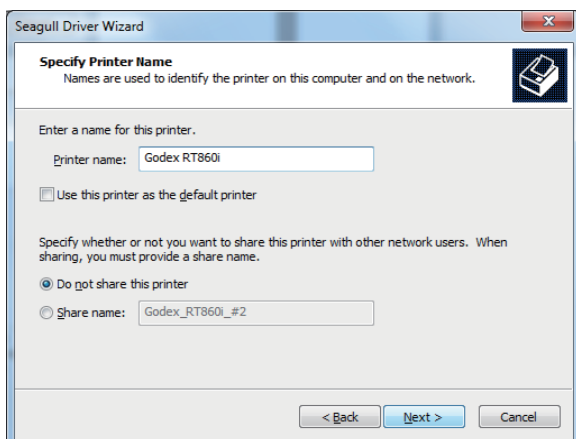 Seagull Driver Wizard
Specify Printer Name
Names are used to identify the printer on this computer and on the network.
Enter a name for this printer.
Printer name: Godex RT860i
Use this printer as the default printer
Specify whether or not you want to share this printer with other network users. When
sharing, you must provide a share name.
Do not share this printer
Share name: Godex_RT860i_#2
< Back Next > Cancel